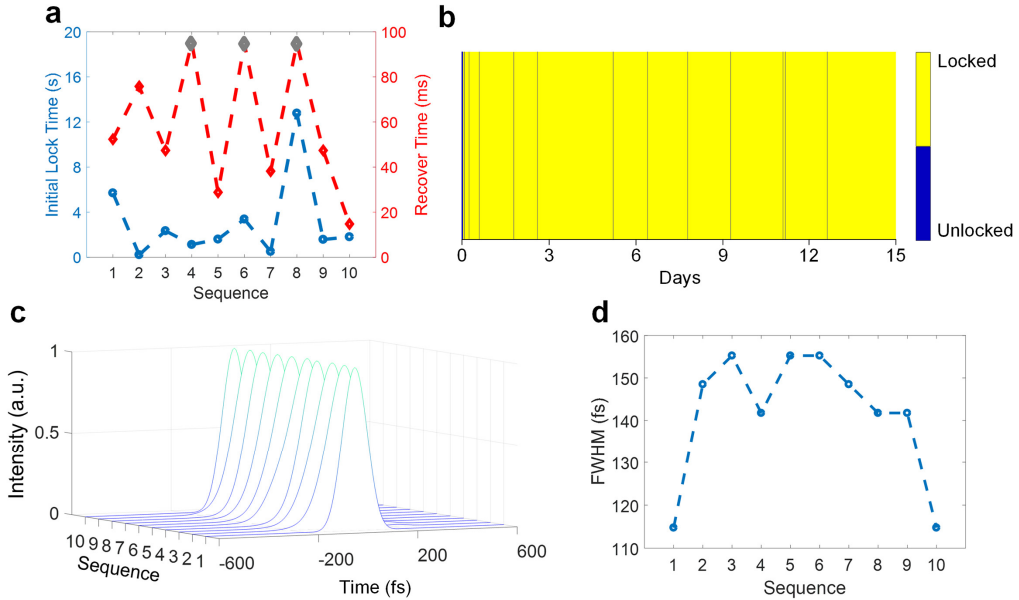 a
20
16
12
8
4
0
Initial Lock Time (s)
100
80
60
40
20
0
Recover Time (ms)
1 2 3 4 5 6 7 8 9 10
Sequence
b
Locked
Unlocked
0 3 6 9 12 15
Days
c
1
0.5
0
Intensity (a.u.)
10 9 8 7 6 5 4 3 2 1
Sequence
-600 -200 200 600
Time (fs)
d
160
150
140
130
120
110
FWHM (fs)
1 2 3 4 5 6 7 8 9 10
Sequence